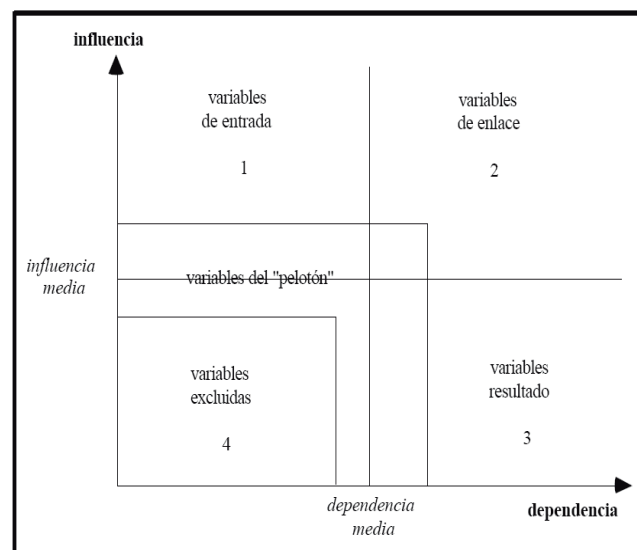 influencia
variables
de entrada
1
variables
de enlace
2
influencia
media
variables del "pelotón"
variables
excluidas
4
variables
resultado
3
dependencia
media
dependencia